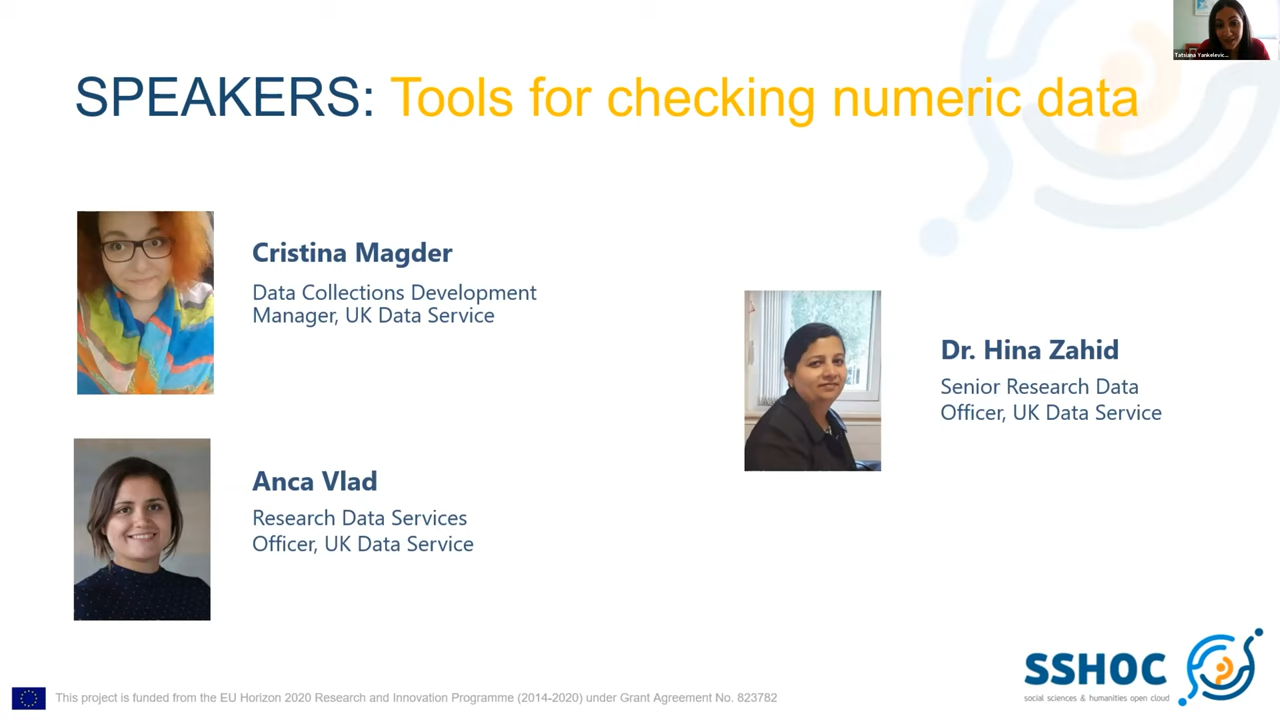 Tatsiana Yankelevic...
SPEAKERS: Tools for checking numeric data
Cristina Magder
Data Collections Development
Manager, UK Data Service
Dr. Hina Zahid
Senior Research Data
Officer, UK Data Service
Anca Vlad
Research Data Services
Officer, UK Data Service
SSHOC
social sciences & humanities open cloud
This project is funded from the EU Horizon 2020 Research and Innovation Programme (2014-2020) under Grant Agreement No. 823782